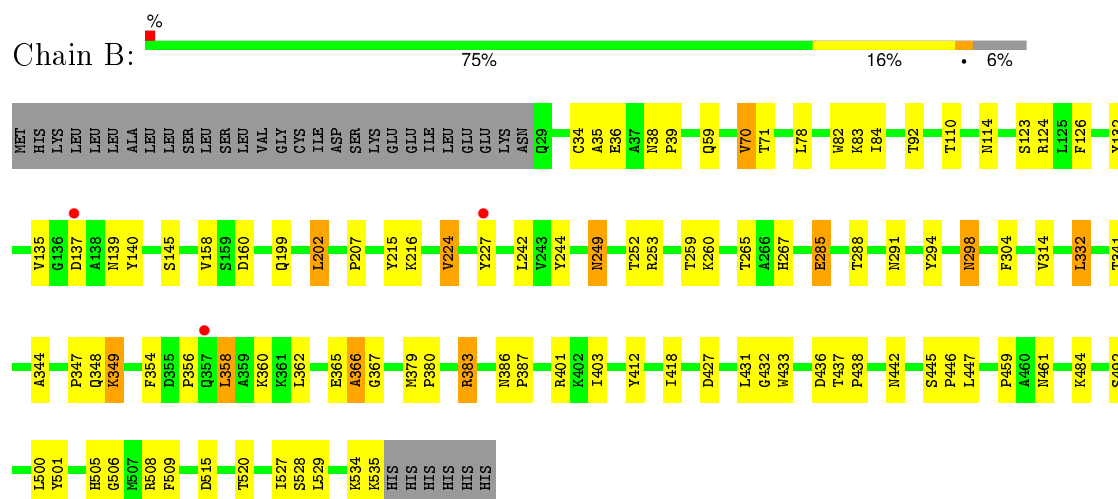 %
Chain B:
75% 16% • 6%
MET HIS LYS LEU LEU LEU ALA LEU LEU SER LEU SER LEU VAL GLY CYS ILE ASP SER LYS GLU GLU ILE LEU GLU GLU LYS ASN Q29 C34 A35 E36 A37 N38 P39 Q59 V70 T71 L78 W82 K83 I84 T92 T110 N114 S123 R124 L125 F126 Y132
V135 G136 D137 A138 N139 Y140 S145 V158 S159 D160 Q199 L202 P207 Y215 K216 V224 Y227 L242 V243 Y244 N249 T252 R253 T259 K260 T265 A266 H267 E285 T288 N291 Y294 N298 F304 V314 L332 T341
A344 P347 Q348 K349 F354 D355 P356 Q357 L358 A359 K360 K361 L362 E365 A366 G367 M379 P380 R383 N386 P387 R401 K402 I403 Y412 I418 D427 L431 G432 W433 D436 T437 P438 N442 S445 P446 L447 P459 A460 N461 K484 S492
L500 Y501 H505 G506 M507 R508 F509 D515 T520 I527 S528 L529 K534 K535 HIS HIS HIS HIS HIS HIS